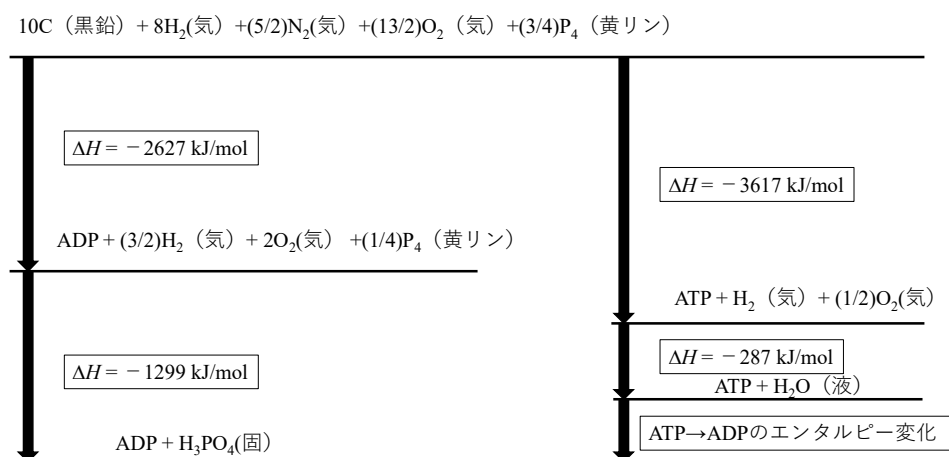 10C（黒鉛）+ 8H₂(気) +(5/2)N₂(気) +(13/2)O₂（気）+(3/4)P₄（黄リン）
ΔH = −2627 kJ/mol
ΔH = −3617 kJ/mol
ADP + (3/2)H₂（気）+ 2O₂(気） +(1/4)P₄（黄リン）
ATP + H₂（気）+ (1/2)O₂(気）
ΔH = −287 kJ/mol
ΔH = −1299 kJ/mol
ATP + H₂O（液）
ADP + H₃PO₄(固）
ATP→ADPのエンタルピー変化